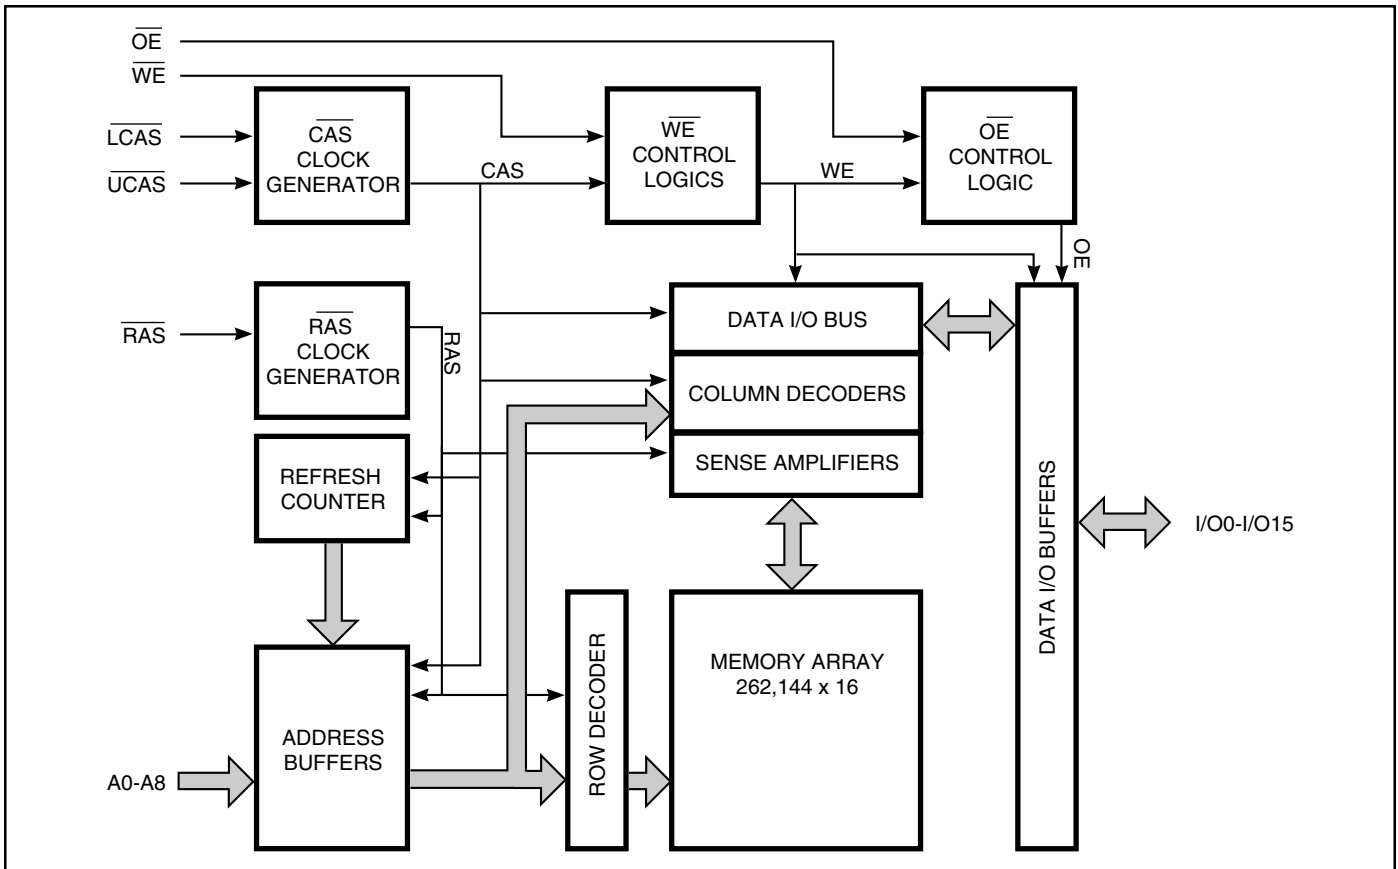 OE
WE
LCAS
UCAS
CAS
CLOCK
GENERATOR
CAS
WE
CONTROL
LOGICS
WE
OE
CONTROL
LOGIC
OE
RAS
RAS
CLOCK
GENERATOR
RAS
DATA I/O BUS
COLUMN DECODERS
SENSE AMPLIFIERS
REFRESH
COUNTER
DATA I/O BUFFERS
I/O0-I/O15
ROW DECODER
MEMORY ARRAY
262,144 x 16
ADDRESS
BUFFERS
A0-A8